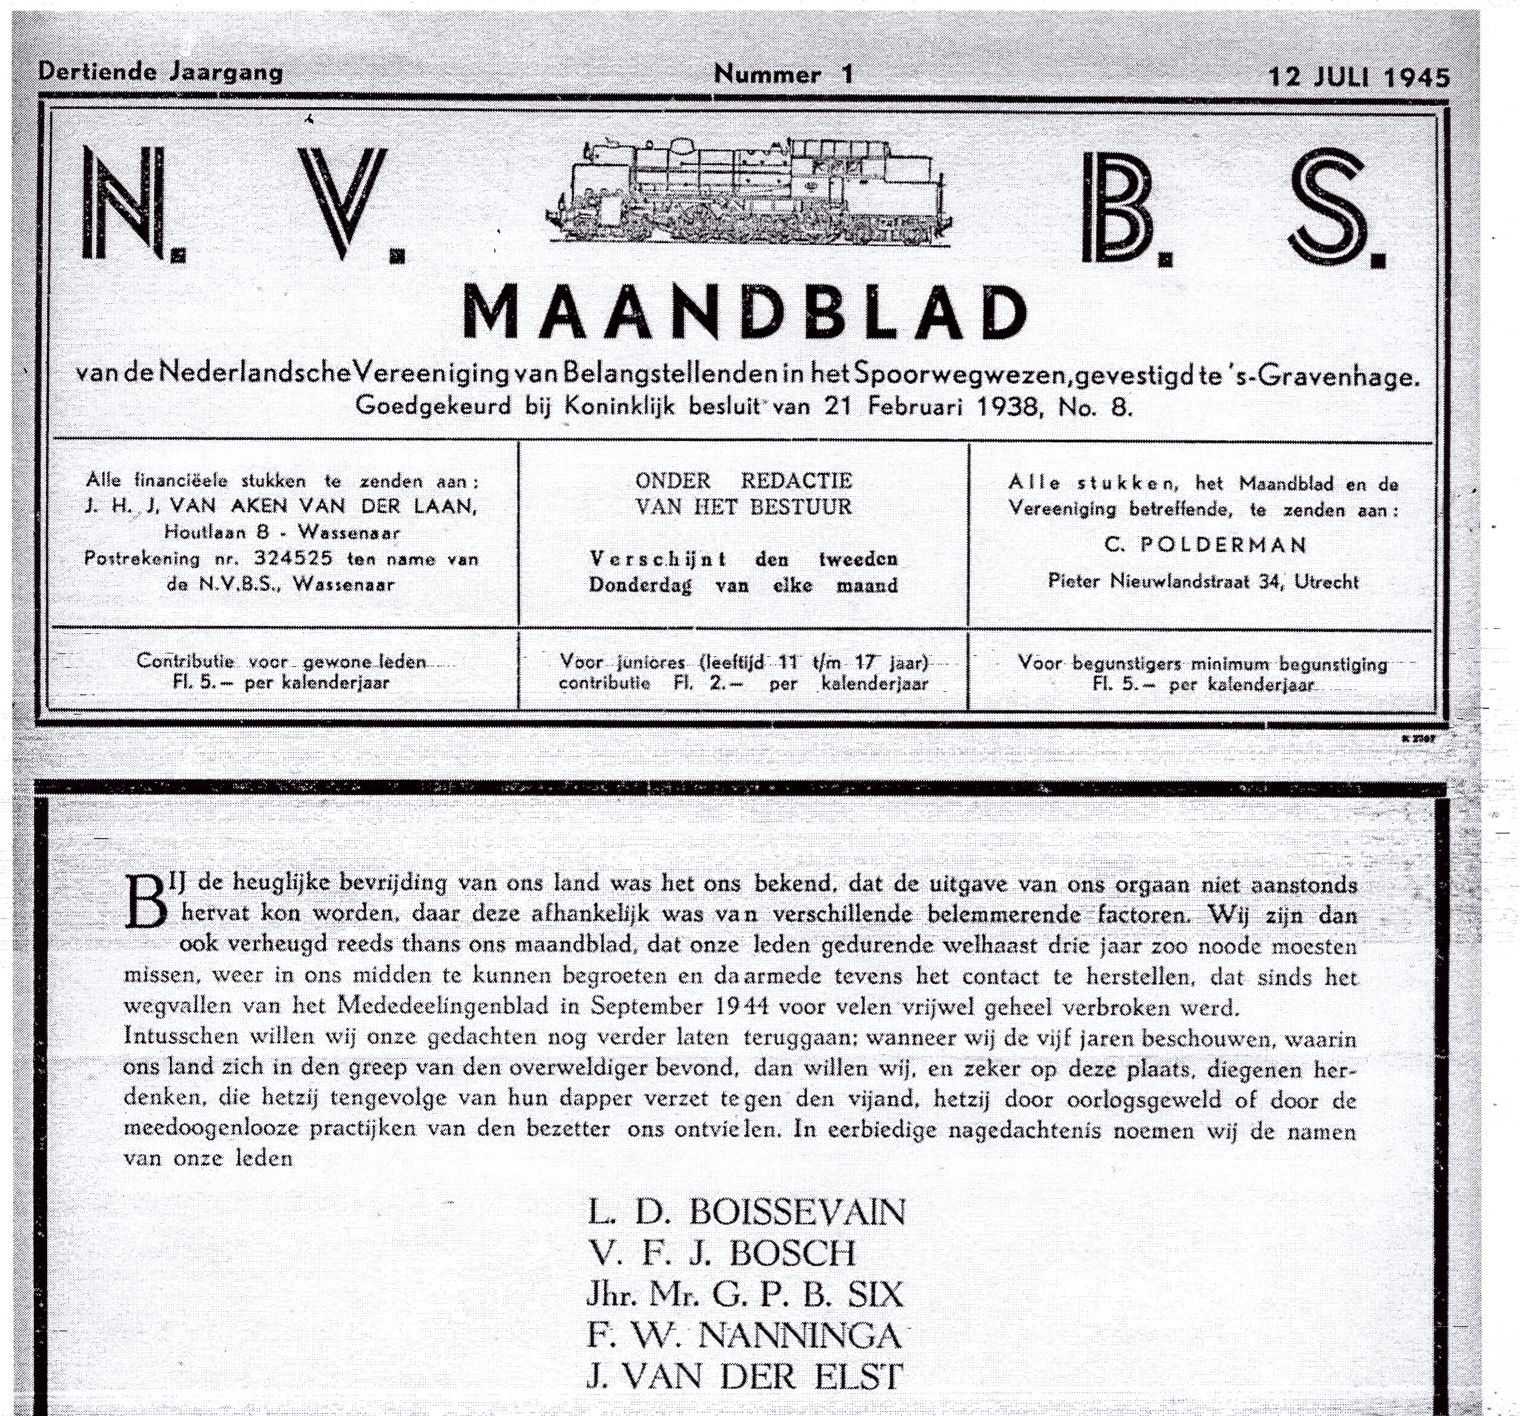 Dertiende Jaargang Nummer 1 12 JULI 1945
N. V. B. S.
MAANDBLAD
van de Nederlandsche Vereeniging van Belangstellenden in het Spoorwegwezen, gevestigd te 's-Gravenhage.
Goedgekeurd bij Koninklijk besluit van 21 Februari 1938, No. 8.
Alle financiëele stukken te zenden aan:
J. H. J. VAN AKEN VAN DER LAAN,
Houtlaan 8 - Wassenaar
Postrekening nr. 324525 ten name van
de N.V.B.S., Wassenaar
ONDER REDACTIE
VAN HET BESTUUR
Verschijnt den tweeden
Donderdag van elke maand
Alle stukken, het Maandblad en de
Vereeniging betreffende, te zenden aan:
C. POLDERMAN
Pieter Nieuwlandstraat 34, Utrecht
Contributie voor gewone leden
Fl. 5.— per kalenderjaar
Voor juniores (leeftijd 11 t/m 17 jaar)
contributie Fl. 2.— per kalenderjaar
Voor begunstigers minimum begunstiging
Fl. 5.— per kalenderjaar
BIJ de heuglijke bevrijding van ons land was het ons bekend, dat de uitgave van ons orgaan niet aanstonds
hervat kon worden, daar deze afhankelijk was van verschillende belemmerende factoren. Wij zijn dan
ook verheugd reeds thans ons maandblad, dat onze leden gedurende welhaast drie jaar zoo noode moesten
missen, weer in ons midden te kunnen begroeten en daarmede tevens het contact te herstellen, dat sinds het
wegvallen van het Mededeelingenblad in September 1944 voor velen vrijwel geheel verbroken werd.
Intusschen willen wij onze gedachten nog verder laten teruggaan; wanneer wij de vijf jaren beschouwen, waarin
ons land zich in den greep van den overweldiger bevond, dan willen wij, en zeker op deze plaats, diegenen her-
denken, die hetzij tengevolge van hun dapper verzet tegen den vijand, hetzij door oorlogsgeweld of door de
meedoogenlooze practijken van den bezetter ons ontvielen. In eerbiedige nagedachtenis noemen wij de namen
van onze leden
L. D. BOISSEVAIN
V. F. J. BOSCH
Jhr. Mr. G. P. B. SIX
F. W. NANNINGA
J. VAN DER ELST